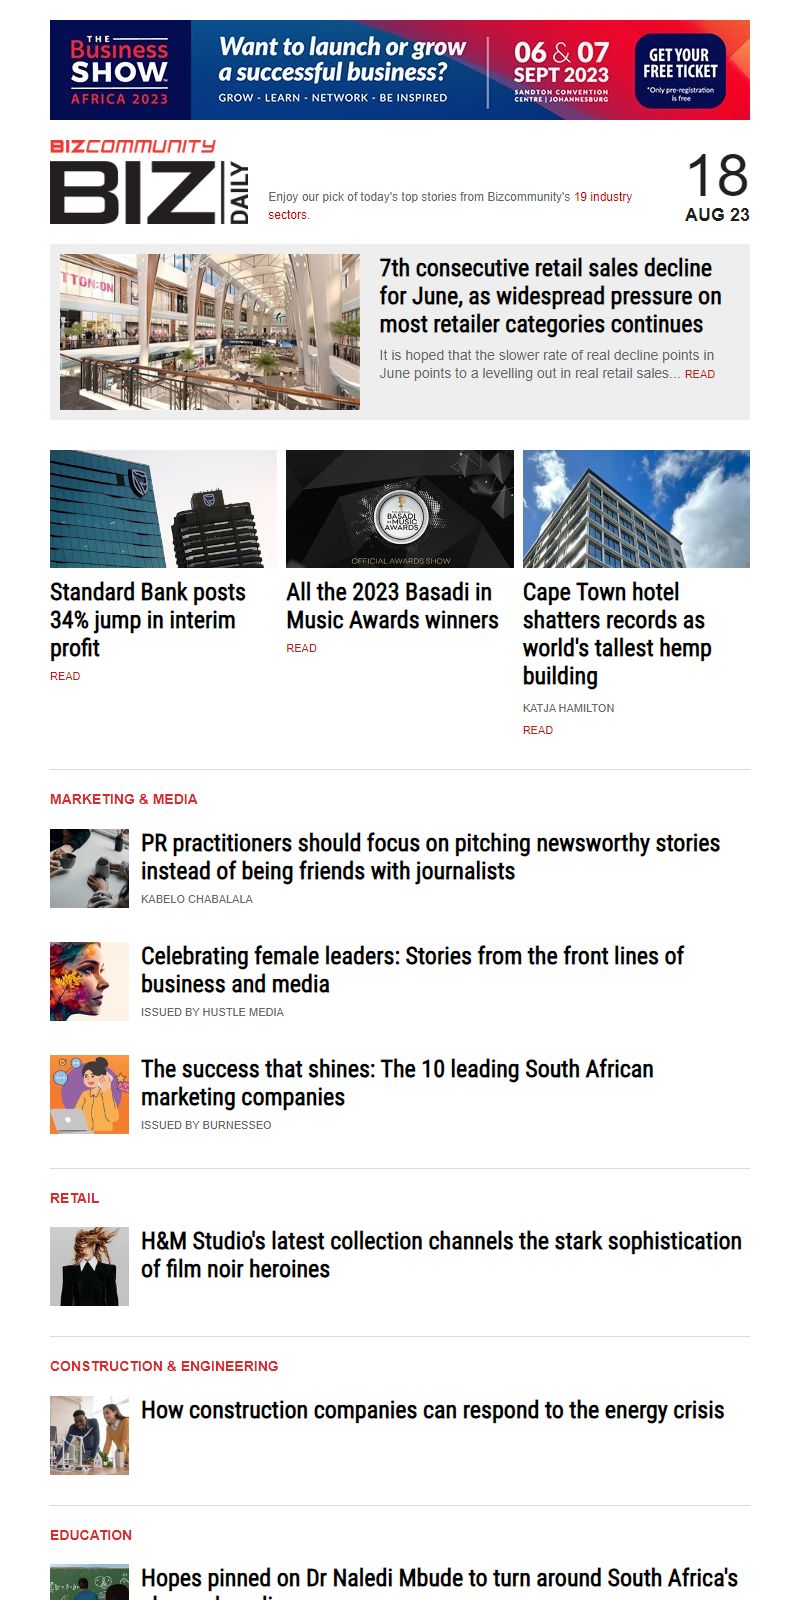 THE
Business
SHOW
AFRICA 2023
Want to launch or grow
a successful business?
GROW - LEARN - NETWORK - BE INSPIRED
06 & 07
SEPT 2023
SANDTON CONVENTION
CENTRE | JOHANNESBURG
GET YOUR
FREE TICKET
*Only pre-registration
is free
BIZCOMMUNITY
BIZ
DAILY
Enjoy our pick of today's top stories from Bizcommunity's 19 industry
sectors.
18
AUG 23
TTON:ON
7th consecutive retail sales decline
for June, as widespread pressure on
most retailer categories continues
It is hoped that the slower rate of real decline points in
June points to a levelling out in real retail sales... READ
BASADI
IN MUSIC
AWARDS
OFFICIAL AWARDS SHOW
Standard Bank posts
34% jump in interim
profit
READ
All the 2023 Basadi in
Music Awards winners
READ
Cape Town hotel
shatters records as
world's tallest hemp
building
KATJA HAMILTON
READ
MARKETING & MEDIA
PR practitioners should focus on pitching newsworthy stories
instead of being friends with journalists
KABELO CHABALALA
Celebrating female leaders: Stories from the front lines of
business and media
ISSUED BY HUSTLE MEDIA
The success that shines: The 10 leading South African
marketing companies
ISSUED BY BURNESSEO
RETAIL
H&M Studio's latest collection channels the stark sophistication
of film noir heroines
CONSTRUCTION & ENGINEERING
How construction companies can respond to the energy crisis
EDUCATION
Hopes pinned on Dr Naledi Mbude to turn around South Africa's